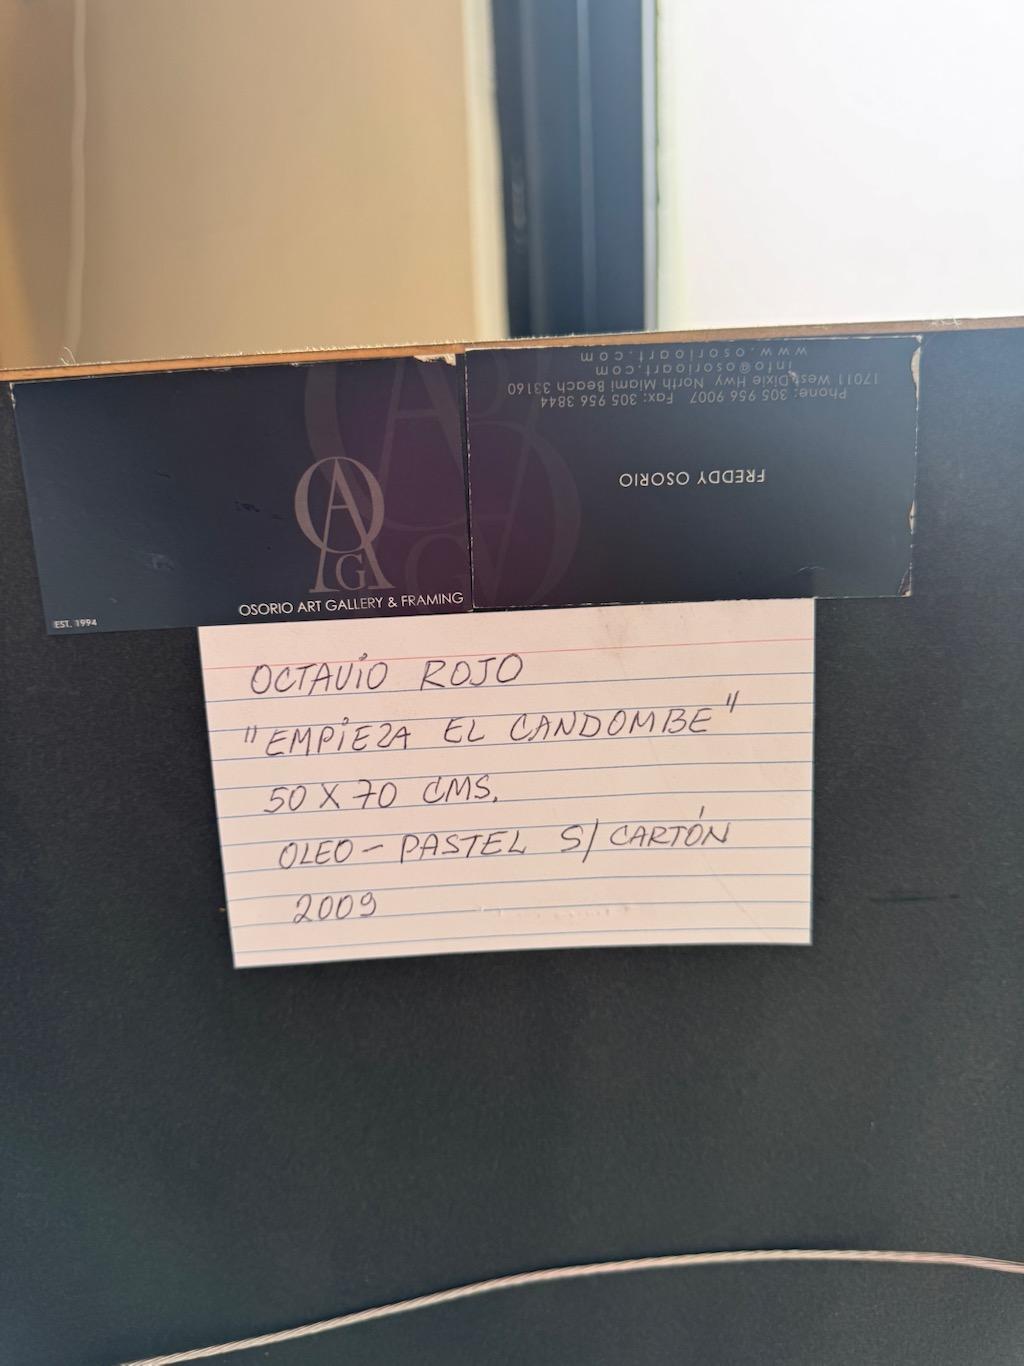 OAG
OSORIO ART GALLERY & FRAMING
EST. 1994
FREDDY OSORIO
Phone: 305 956 9007 Fax: 305 956 3844
17011 West Dixie Hwy North Miami Beach 33160
info@osorioart.com
www.osorioart.com
OCTAVIO ROJO
"EMPIEZA EL CANDOMBE"
50 X 70 CMS.
OLEO - PASTEL S/ CARTÓN
2009